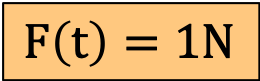 F(t) = 1N